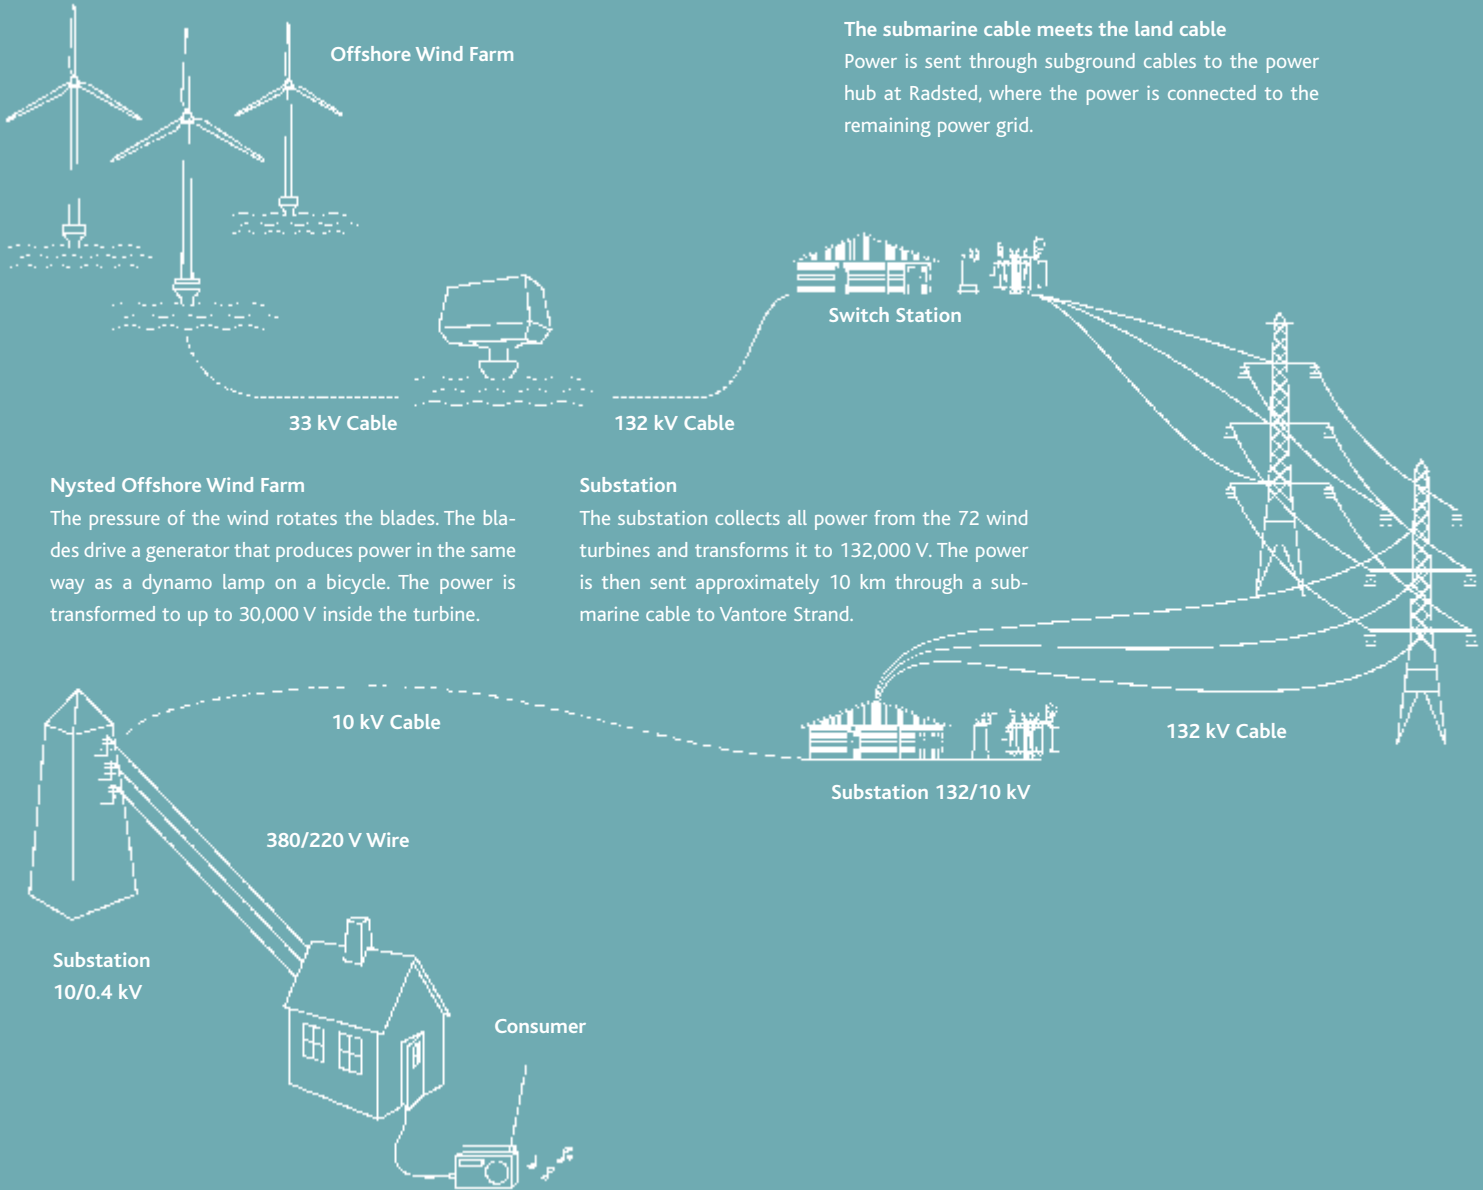 Offshore Wind Farm
The submarine cable meets the land cable
Power is sent through subground cables to the power
hub at Radsted, where the power is connected to the
remaining power grid.
Switch Station
33 kV Cable
132 kV Cable
Nysted Offshore Wind Farm
The pressure of the wind rotates the blades. The bla-
des drive a generator that produces power in the same
way as a dynamo lamp on a bicycle. The power is
transformed to up to 30,000 V inside the turbine.
Substation
The substation collects all power from the 72 wind
turbines and transforms it to 132,000 V. The power
is then sent approximately 10 km through a sub-
marine cable to Vantore Strand.
10 kV Cable
132 kV Cable
Substation 132/10 kV
380/220 V Wire
Substation
10/0.4 kV
Consumer